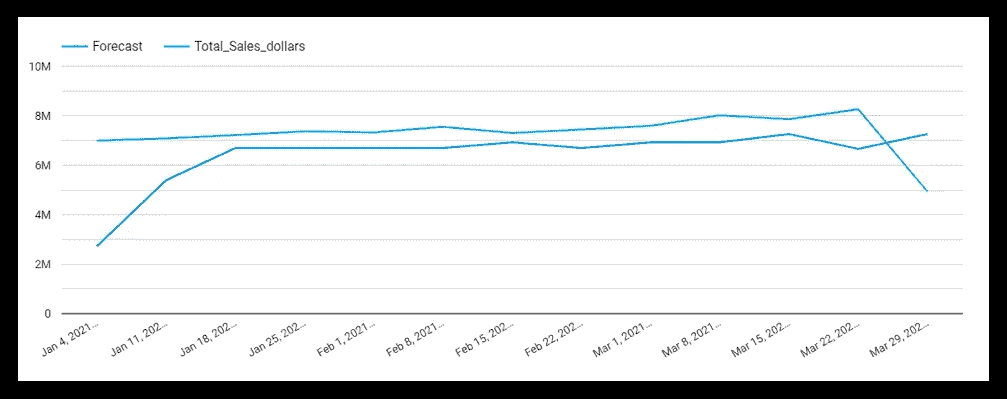 Forecast Total_Sales_dollars
10M
8M
6M
4M
2M
0
Jan 4, 2021... Jan 11, 202... Jan 18, 202... Jan 25, 202... Feb 1, 2021... Feb 8, 2021... Feb 15, 202... Feb 22, 202... Mar 1, 2021... Mar 8, 2021... Mar 15, 202... Mar 22, 202... Mar 29, 202...